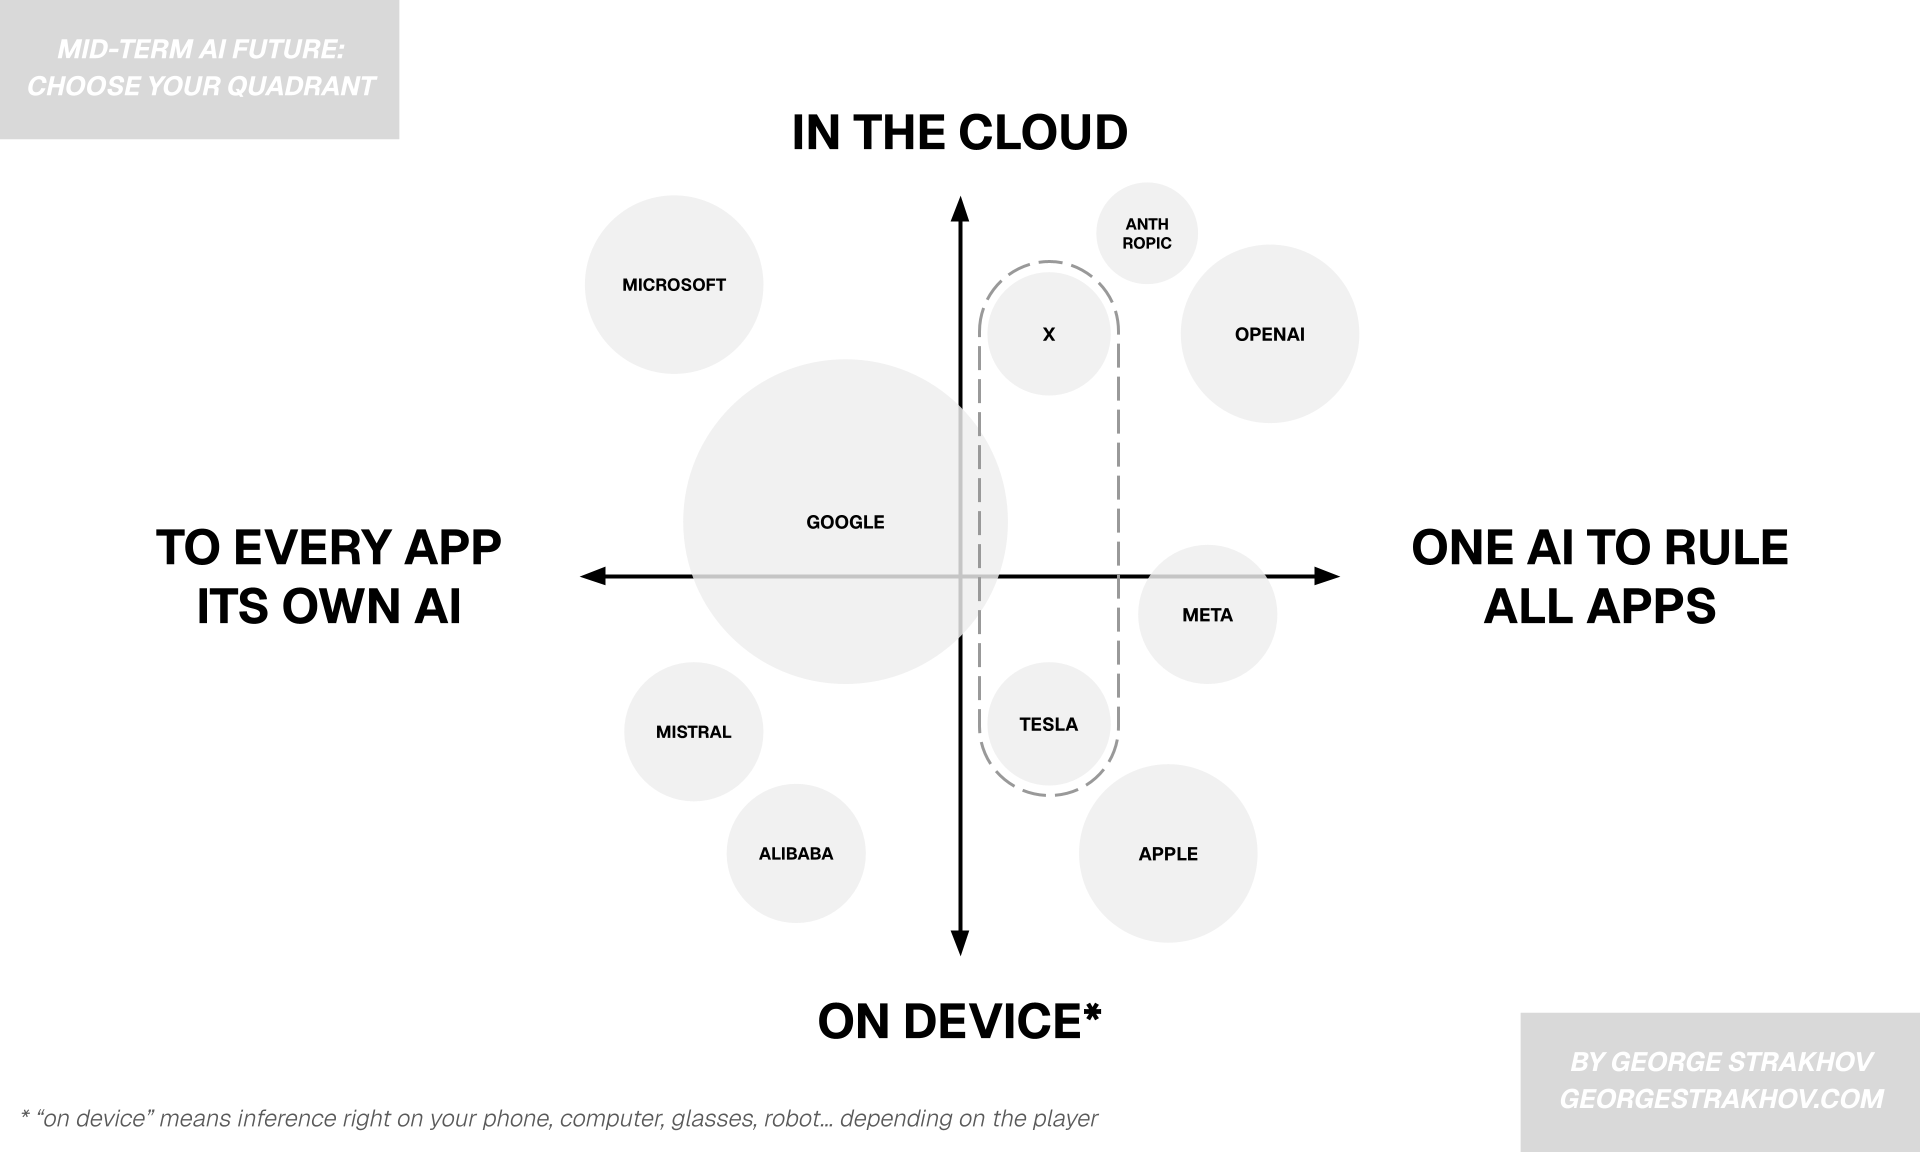 MID-TERM AI FUTURE:
CHOOSE YOUR QUADRANT
IN THE CLOUD
ANTH
ROPIC
MICROSOFT
X
OPENAI
GOOGLE
TO EVERY APP
ITS OWN AI
ONE AI TO RULE
ALL APPS
META
MISTRAL
TESLA
ALIBABA
APPLE
ON DEVICE*
BY GEORGE STRAKHOV
GEORGESTRAKHOV.COM
* “on device” means inference right on your phone, computer, glasses, robot... depending on the player